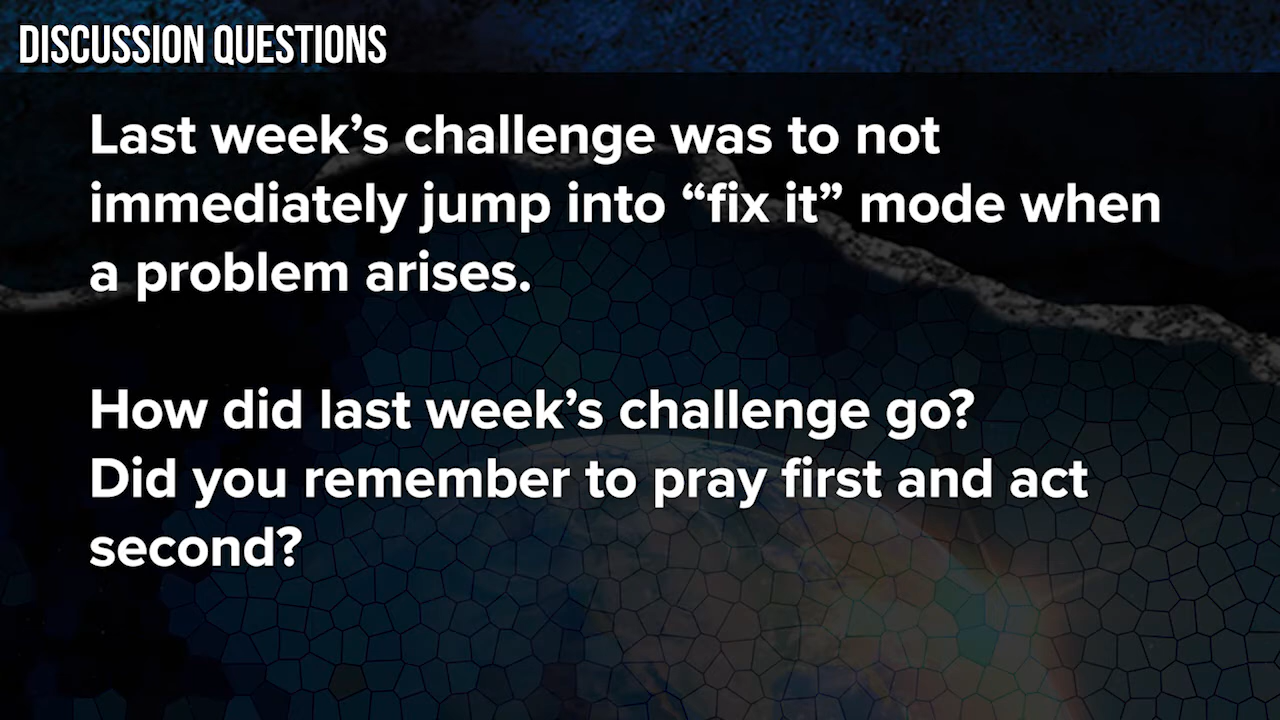 DISCUSSION QUESTIONS
Last week’s challenge was to not
immediately jump into “fix it” mode when
a problem arises.
How did last week’s challenge go?
Did you remember to pray first and act
second?